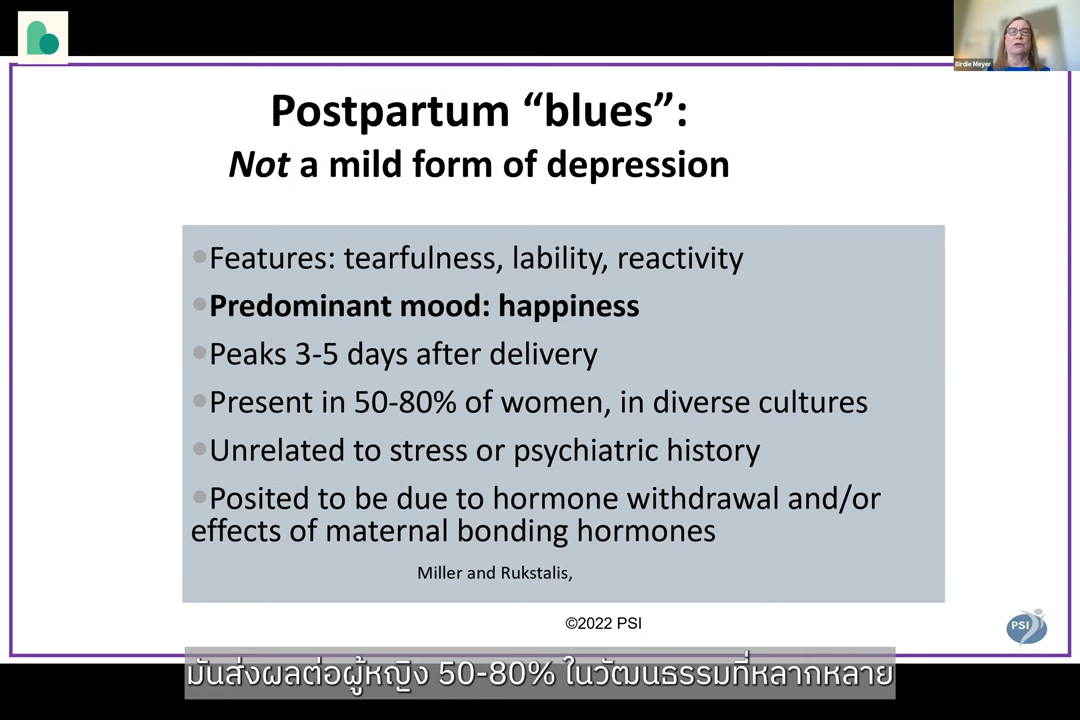 Birdie Meyer
Postpartum “blues”:
Not a mild form of depression
Features: tearfulness, lability, reactivity
Predominant mood: happiness
Peaks 3-5 days after delivery
Present in 50-80% of women, in diverse cultures
Unrelated to stress or psychiatric history
Posited to be due to hormone withdrawal and/or
effects of maternal bonding hormones
Miller and Rukstalis,
©2022 PSI
PSI
มันส่งผลต่อผู้หญิง 50-80% ในวัฒนธรรมที่หลากหลาย